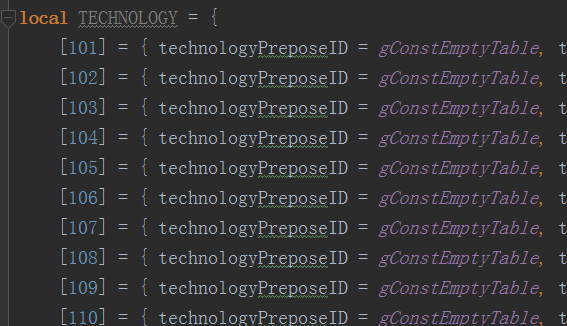 local TECHNOLOGY = {
[101] = { technologyPreposeID = gConstEmptyTable, t
[102] = { technologyPreposeID = gConstEmptyTable, t
[103] = { technologyPreposeID = gConstEmptyTable, t
[104] = { technologyPreposeID = gConstEmptyTable, t
[105] = { technologyPreposeID = gConstEmptyTable, t
[106] = { technologyPreposeID = gConstEmptyTable, t
[107] = { technologyPreposeID = gConstEmptyTable, t
[108] = { technologyPreposeID = gConstEmptyTable, t
[109] = { technologyPreposeID = gConstEmptyTable, t
[110] = { technologyPreposeID = gConstEmptyTable, t